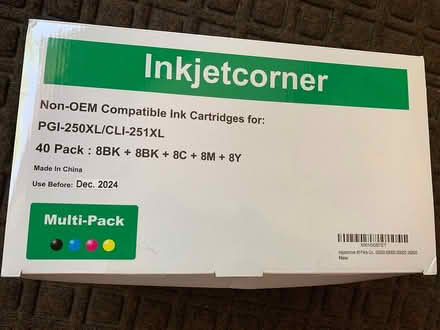 Inkjetcorner
Non-OEM Compatible Ink Cartridges for:
PGI-250XL/CLI-251XL
40 Pack : 8BK + 8BK + 8C + 8M + 8Y
Made In China
Use Before: Dec. 2024
Multi-Pack
New